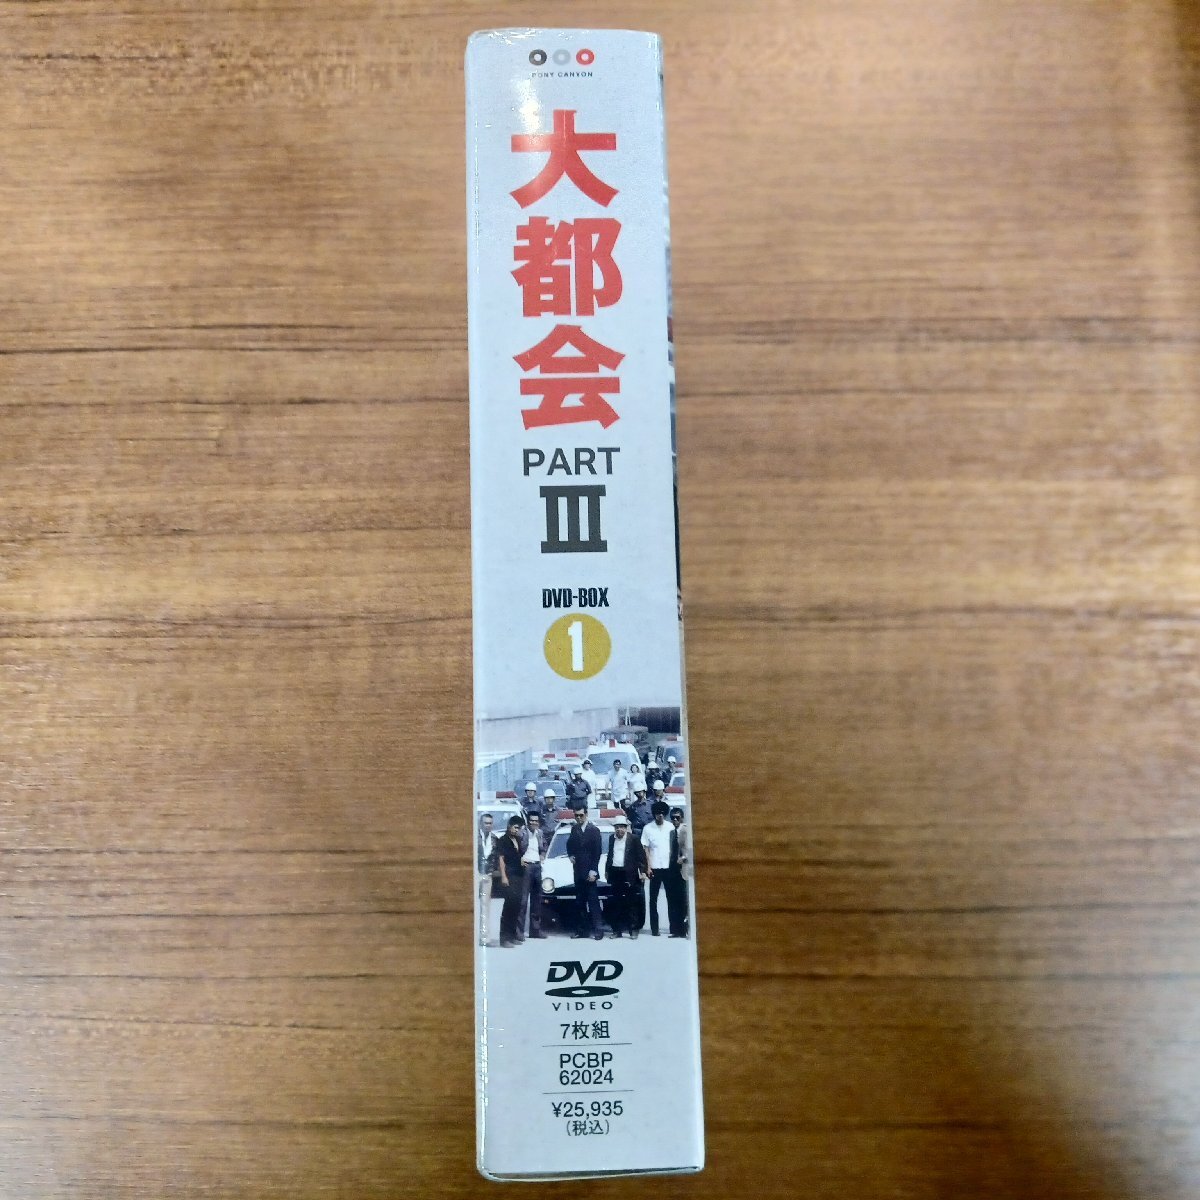 PONY CANYON
大都会
PART
III
DVD-BOX
1
DVD
VIDEO
7枚組
PCBP
62024
¥25,935
(税込)